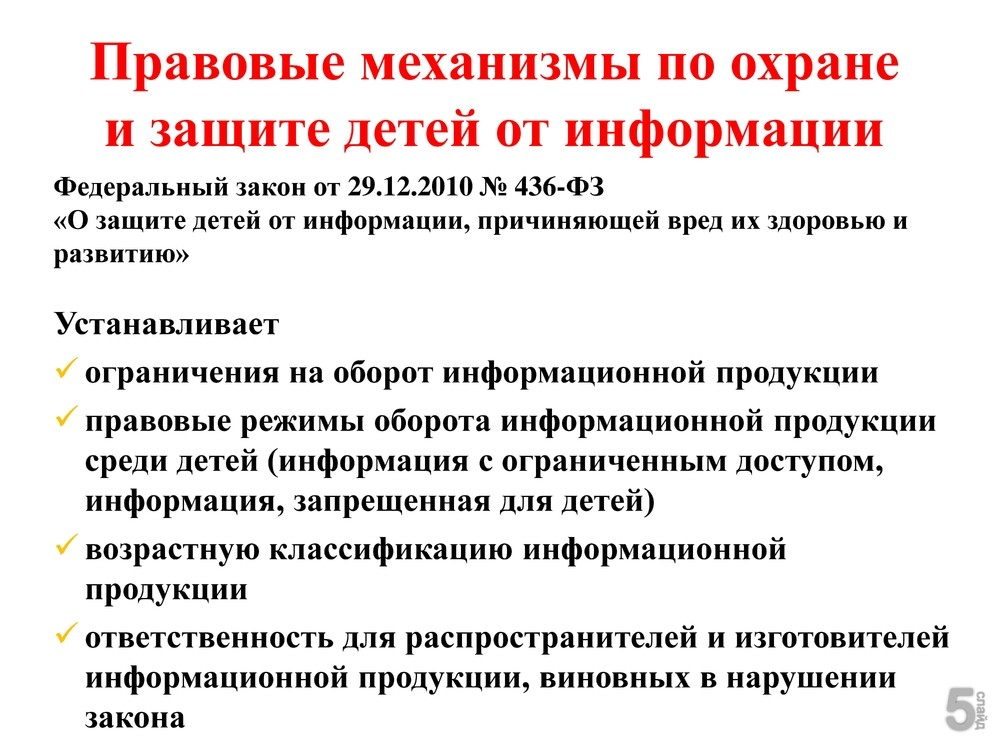 Правовые механизмы по охране
и защите детей от информации
Федеральный закон от 29.12.2010 № 436-ФЗ
«О защите детей от информации, причиняющей вред их здоровью и
развитию»
Устанавливает
✓ ограничения на оборот информационной продукции
✓ правовые режимы оборота информационной продукции
среди детей (информация с ограниченным доступом,
информация, запрещенная для детей)
✓ возрастную классификацию информационной
продукции
✓ ответственность для распространителей и изготовителей
информационной продукции, виновных в нарушении
закона
5 слайд